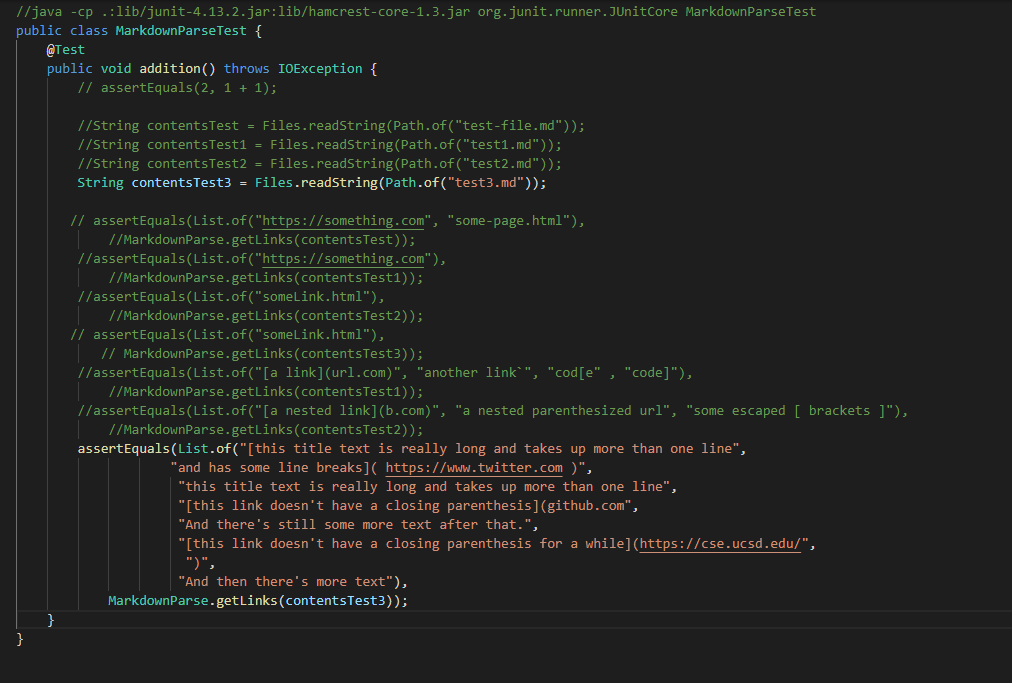 //java -cp .:lib/junit-4.13.2.jar:lib/hamcrest-core-1.3.jar org.junit.runner.JUnitCore MarkdownParseTest
public class MarkdownParseTest {
@Test
public void addition() throws IOException {
// assertEquals(2, 1 + 1);
//String contentsTest = Files.readString(Path.of("test-file.md"));
//String contentsTest1 = Files.readString(Path.of("test1.md"));
//String contentsTest2 = Files.readString(Path.of("test2.md"));
String contentsTest3 = Files.readString(Path.of("test3.md"));
// assertEquals(List.of("https://something.com", "some-page.html"),
//MarkdownParse.getLinks(contentsTest));
//assertEquals(List.of("https://something.com"),
//MarkdownParse.getLinks(contentsTest1));
//assertEquals(List.of("someLink.html"),
//MarkdownParse.getLinks(contentsTest2));
// assertEquals(List.of("someLink.html"),
// MarkdownParse.getLinks(contentsTest3));
//assertEquals(List.of("[a link](url.com)", "another link`", "cod[e" , "code]"),
//MarkdownParse.getLinks(contentsTest1));
//assertEquals(List.of("[a nested link](b.com)", "a nested parenthesized url", "some escaped [ brackets ]"),
//MarkdownParse.getLinks(contentsTest2));
assertEquals(List.of("[this title text is really long and takes up more than one line",
"and has some line breaks]( https://www.twitter.com )",
"this title text is really long and takes up more than one line",
"[this link doesn't have a closing parenthesis](github.com",
"And there's still some more text after that.",
"[this link doesn't have a closing parenthesis for a while](https://cse.ucsd.edu/",
")",
"And then there's more text"),
MarkdownParse.getLinks(contentsTest3));
}
}